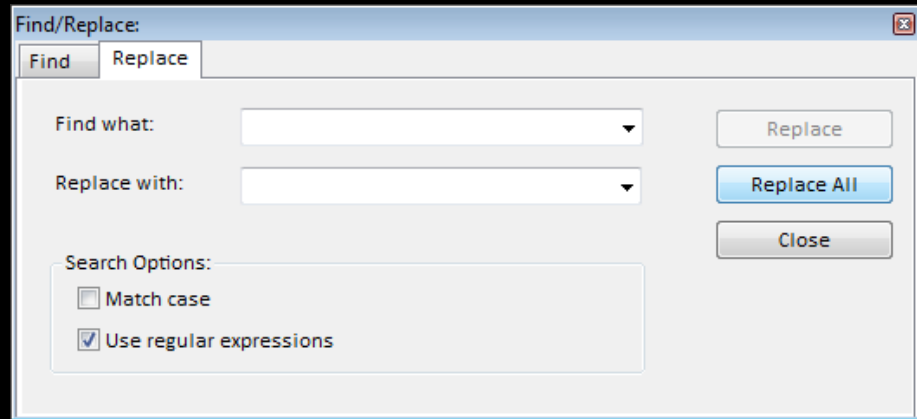 Find/Replace:
Find Replace
Find what:
Replace
Replace with:
Replace All
Close
Search Options:
Match case
Use regular expressions